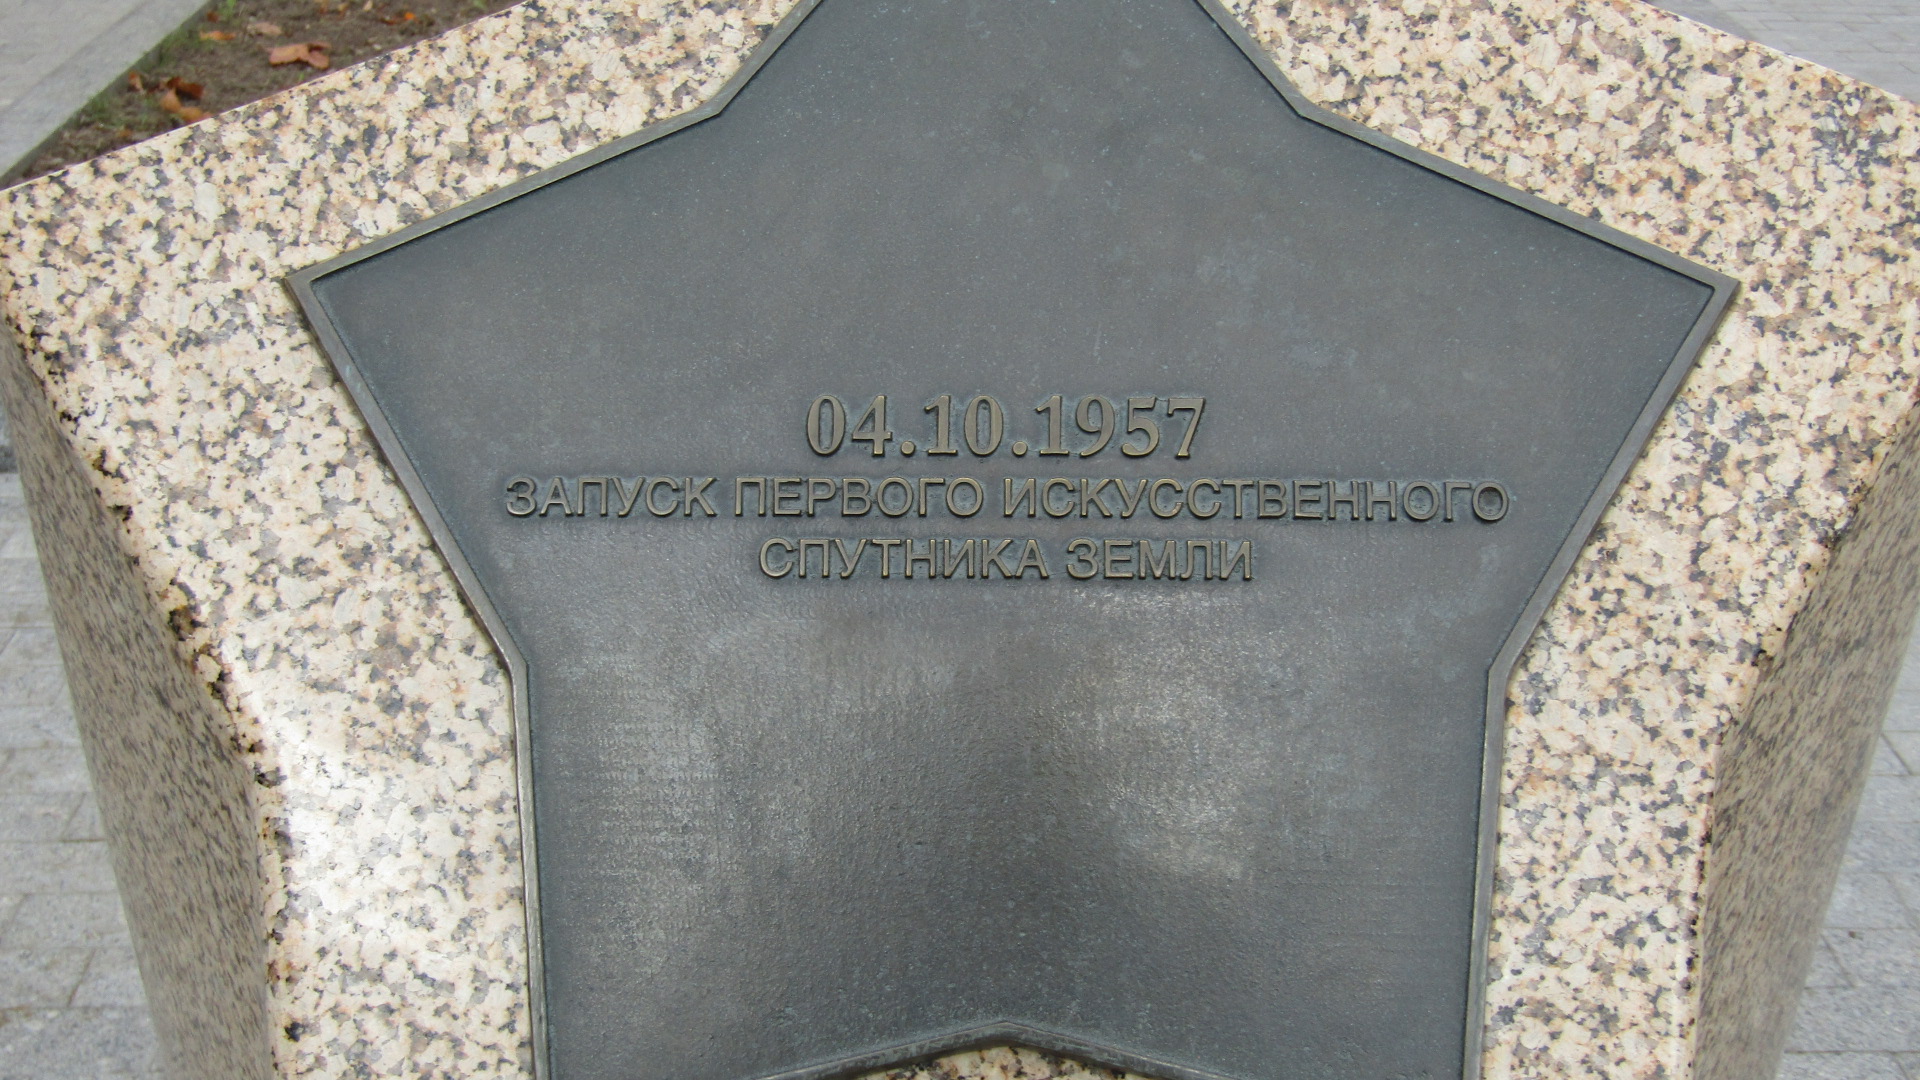 04.10.1957
ЗАПУСК ПЕРВОГО ИСКУССТВЕННОГО
СПУТНИКА ЗЕМЛИ